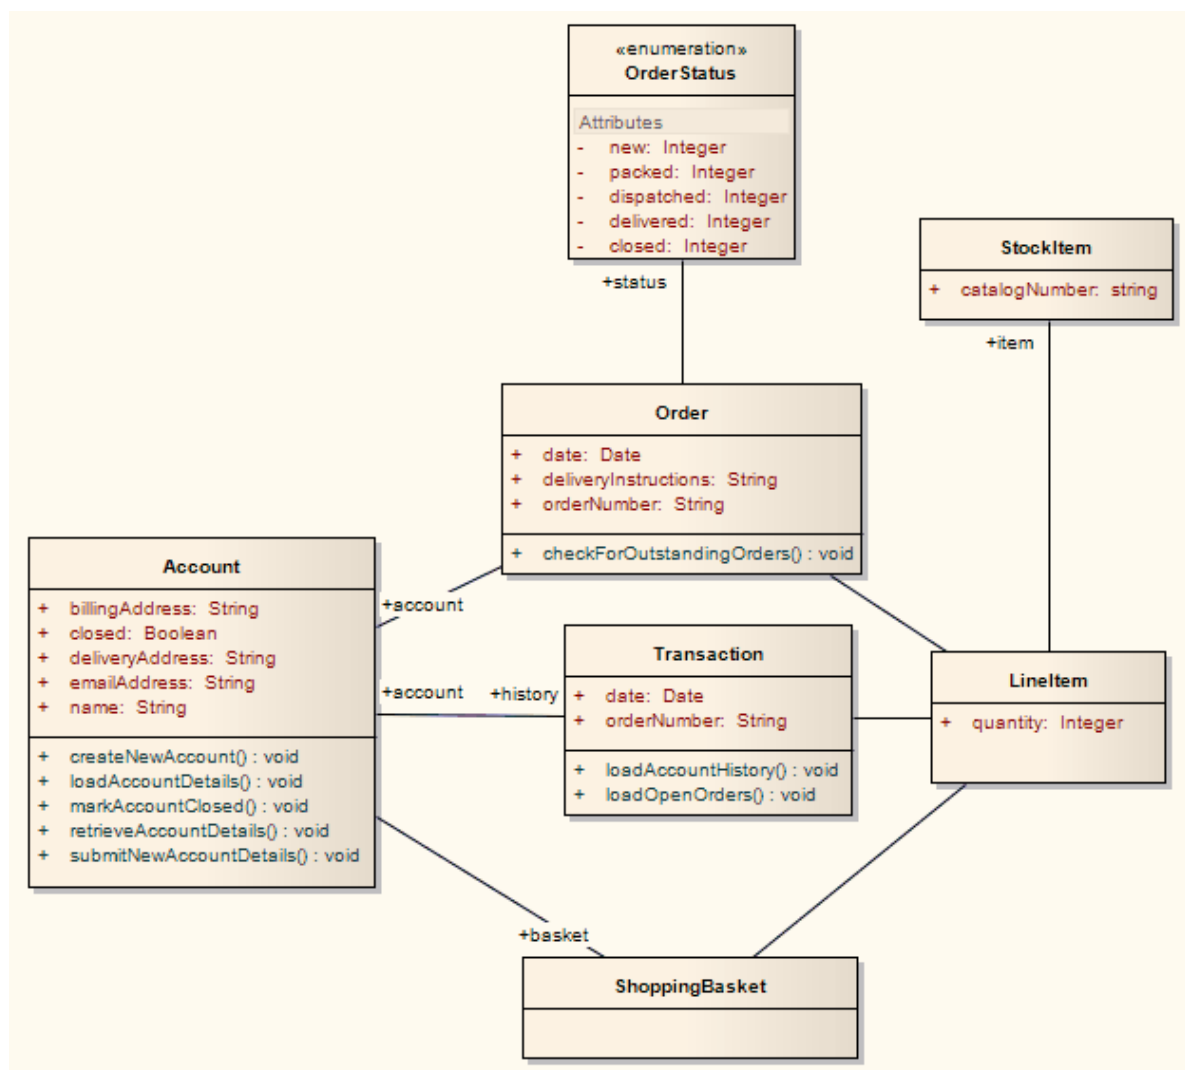 «enumeration»
OrderStatus
Attributes
- new: Integer
- packed: Integer
- dispatched: Integer
- delivered: Integer
- closed: Integer
+status
StockItem
+ catalogNumber: string
+item
Order
+ date: Date
+ deliveryInstructions: String
+ orderNumber: String
+ checkForOutstandingOrders() : void
Account
+ billingAddress: String
+ closed: Boolean
+ deliveryAddress: String
+ emailAddress: String
+ name: String
+ createNewAccount() : void
+ loadAccountDetails() : void
+ markAccountClosed() : void
+ retrieveAccountDetails() : void
+ submitNewAccountDetails() : void
+account
+account
+history
Transaction
+ date: Date
+ orderNumber: String
+ loadAccountHistory() : void
+ loadOpenOrders() : void
LineItem
+ quantity: Integer
+basket
ShoppingBasket